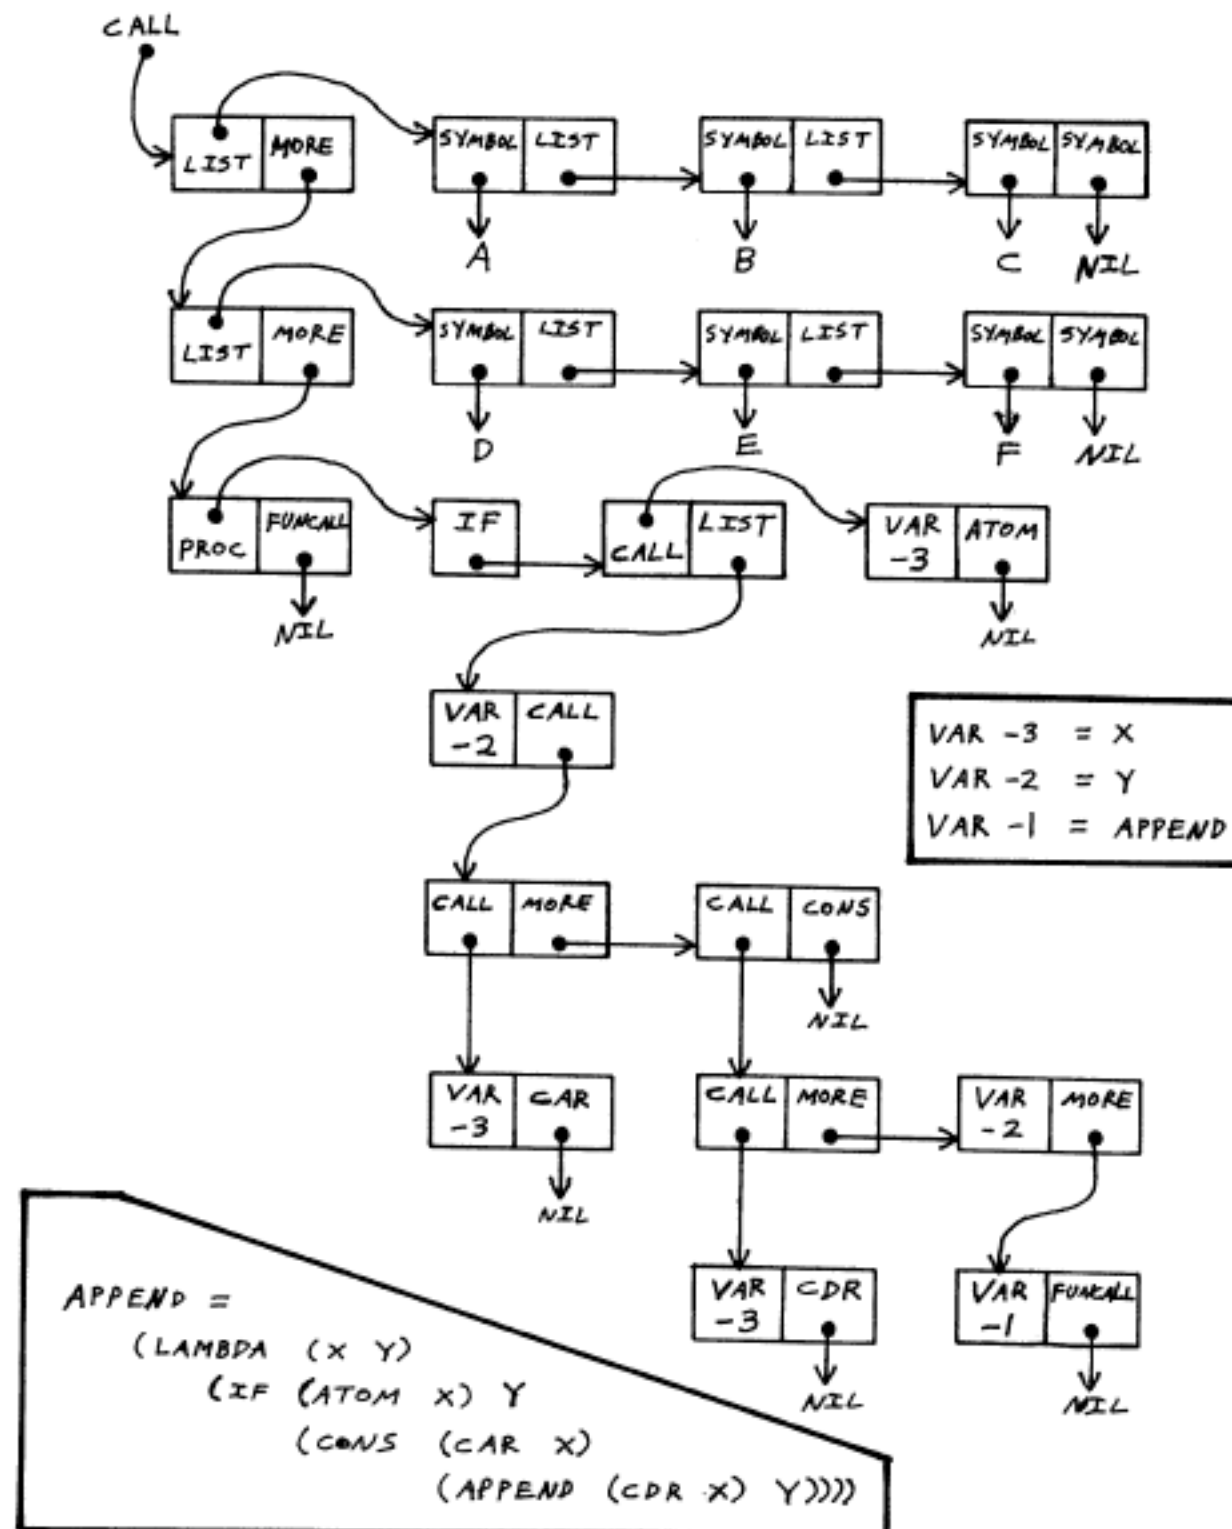 CALL
LIST MORE SYMBOL LIST SYMBOL LIST SYMBOL SYMBOL
A B C NIL
LIST MORE SYMBOL LIST SYMBOL LIST SYMBOL SYMBOL
D E F NIL
PROC FUNCALL IF CALL LIST VAR -3 ATOM
NIL NIL
VAR -2 CALL
VAR -3 = X
VAR -2 = Y
VAR -1 = APPEND
CALL MORE CALL CONS
NIL
VAR -3 CAR CALL MORE VAR -2 MORE
NIL
VAR -3 CDR VAR -1 FUNCALL
NIL NIL
APPEND =
(LAMBDA (X Y)
(IF (ATOM X) Y
(CONS (CAR X)
(APPEND (CDR X) Y))))